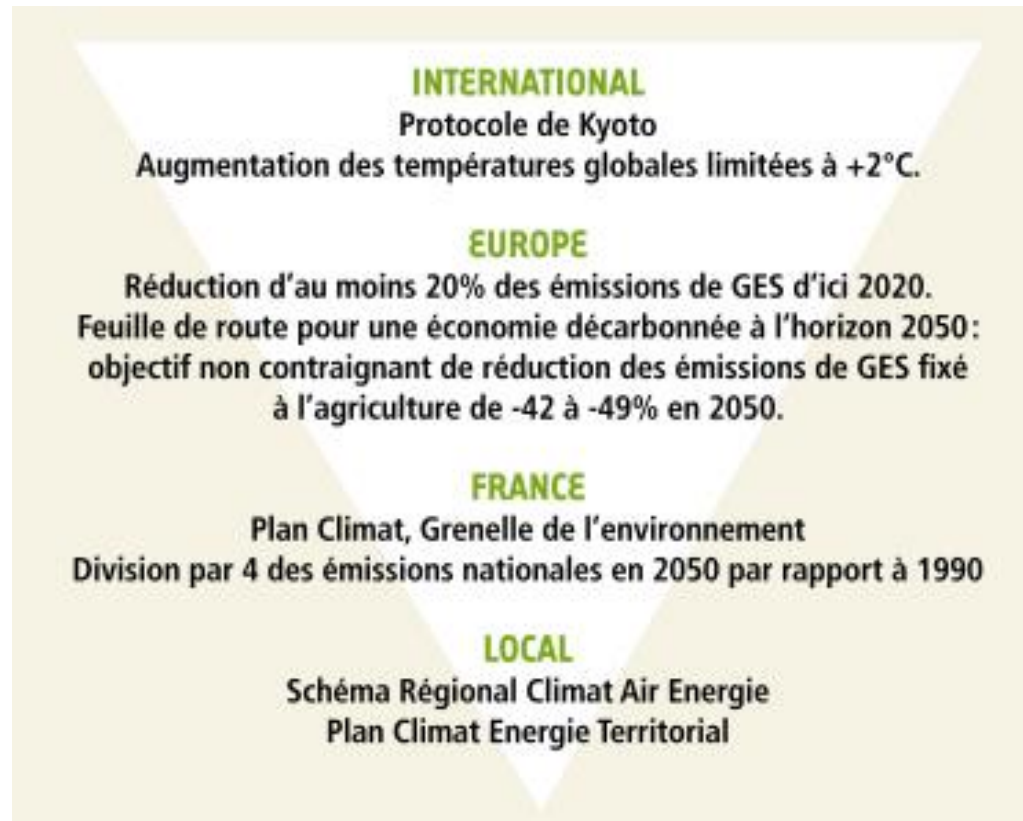 INTERNATIONAL
Protocole de Kyoto
Augmentation des températures globales limitées à +2°C.
EUROPE
Réduction d'au moins 20% des émissions de GES d'ici 2020.
Feuille de route pour une économie décarbonnée à l'horizon 2050 :
objectif non contraignant de réduction des émissions de GES fixé
à l'agriculture de -42 à -49% en 2050.
FRANCE
Plan Climat, Grenelle de l'environnement
Division par 4 des émissions nationales en 2050 par rapport à 1990
LOCAL
Schéma Régional Climat Air Energie
Plan Climat Energie Territorial